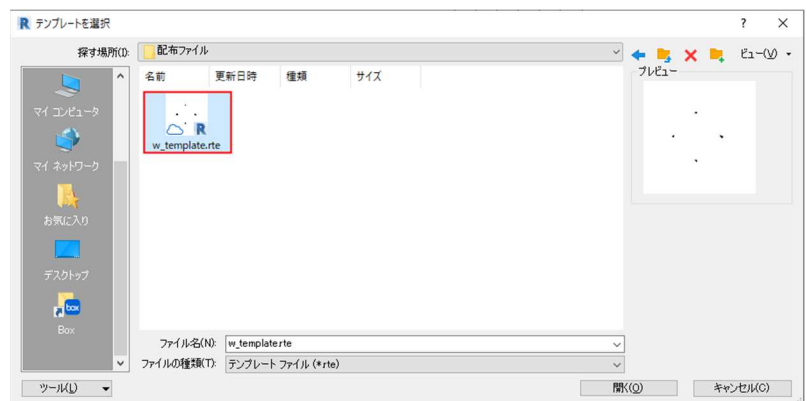 テンプレートを選択
探す場所(I):
配布ファイル
ビュー(V)
名前 更新日時 種類 サイズ
プレビュー
マイ コンピュータ
マイ ネットワーク
お気に入り
デスクトップ
box
Box
R
w_template.rte
ファイル名(N): w_template.rte
ファイルの種類(T): テンプレート ファイル (*.rte)
ツール(L)
開く(O)
キャンセル(C)